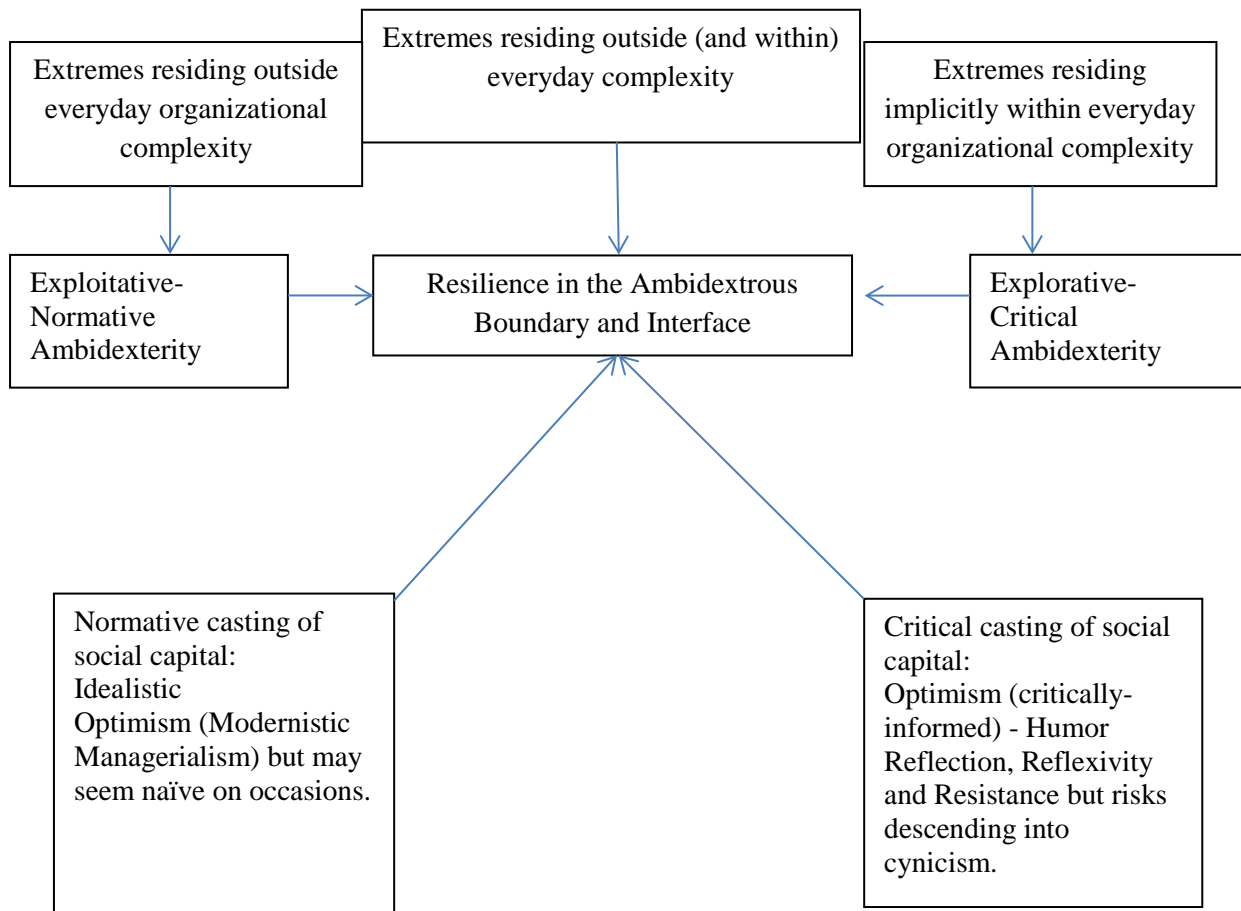 Extremes residing outside
everyday organizational
complexity
Extremes residing outside (and within)
everyday complexity
Extremes residing
implicitly within everyday
organizational complexity
Exploitative-
Normative
Ambidexterity
Resilience in the Ambidextrous
Boundary and Interface
Explorative-
Critical
Ambidexterity
Normative casting of
social capital:
Idealistic
Optimism (Modernistic
Managerialism) but may
seem naïve on occasions.
Critical casting of social
capital:
Optimism (critically-
informed) - Humor
Reflection, Reflexivity
and Resistance but risks
descending into
cynicism.